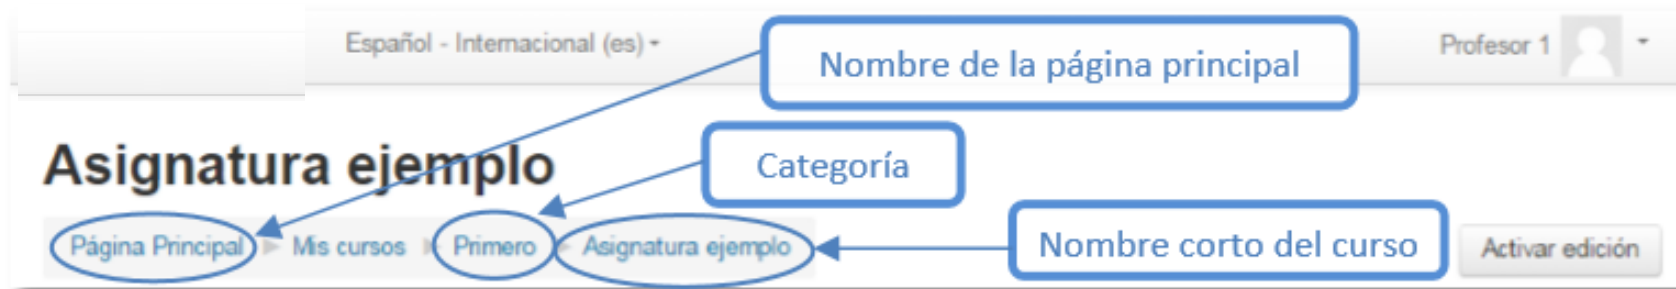 Español - Internacional (es)
Nombre de la página principal
Profesor 1
Asignatura ejemplo
Categoría
Página Principal Mis cursos Primero Asignatura ejemplo
Nombre corto del curso
Activar edición